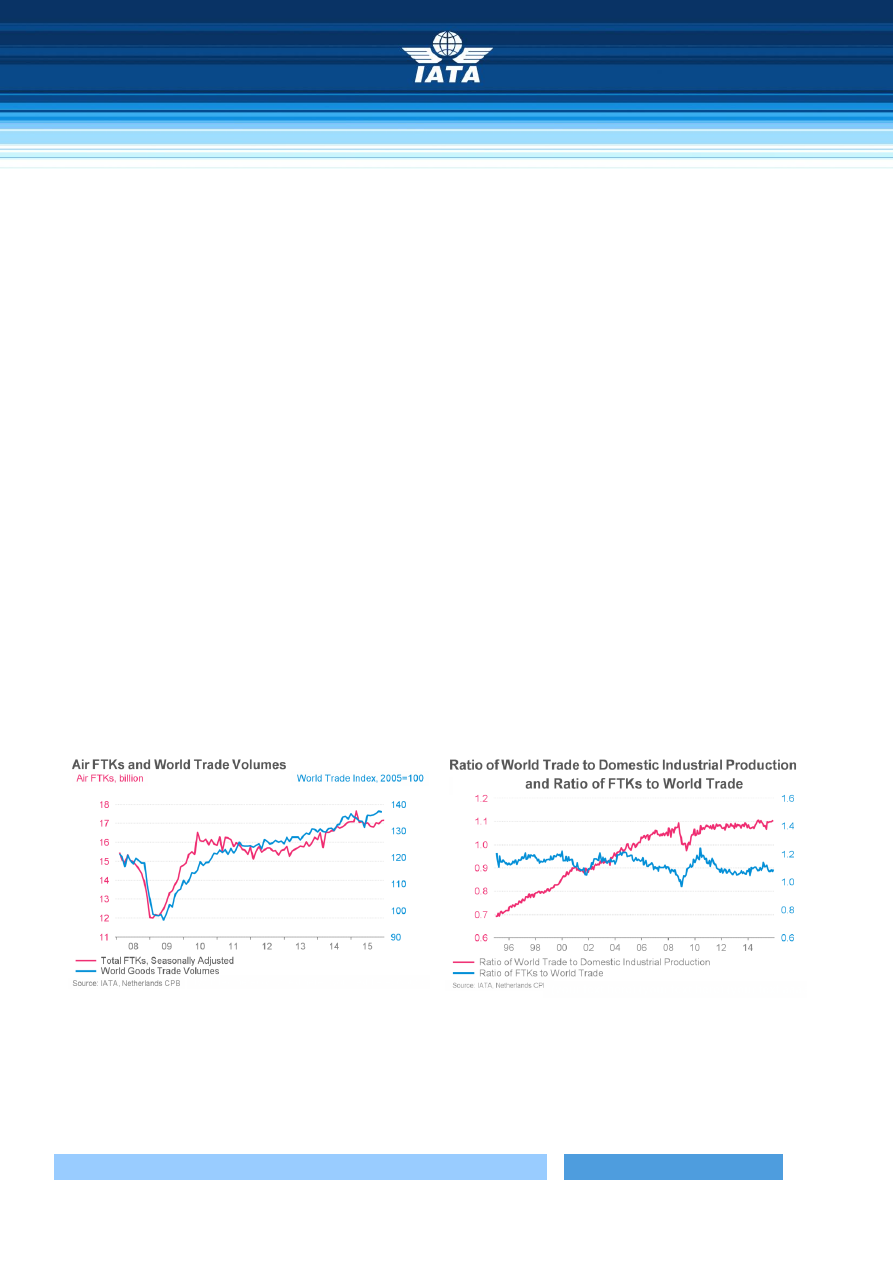 IATA
Air FTKs and World Trade Volumes
Air FTKs, billion World Trade Index, 2005=100
18 140
17 130
16 120
15
14 110
13 100
12
11 90
08 09 10 11 12 13 14 15
Total FTKs, Seasonally Adjusted
World Goods Trade Volumes
Source: IATA, Netherlands CPB
Ratio of World Trade to Domestic Industrial Production
and Ratio of FTKs to World Trade
1.2 1.6
1.1 1.4
1.0 1.2
0.9 1.0
0.8 0.8
0.7
0.6 0.6
96 98 00 02 04 06 08 10 12 14
Ratio of World Trade to Domestic Industrial Production
Ratio of FTKs to World Trade
Source: IATA, Netherlands CPI